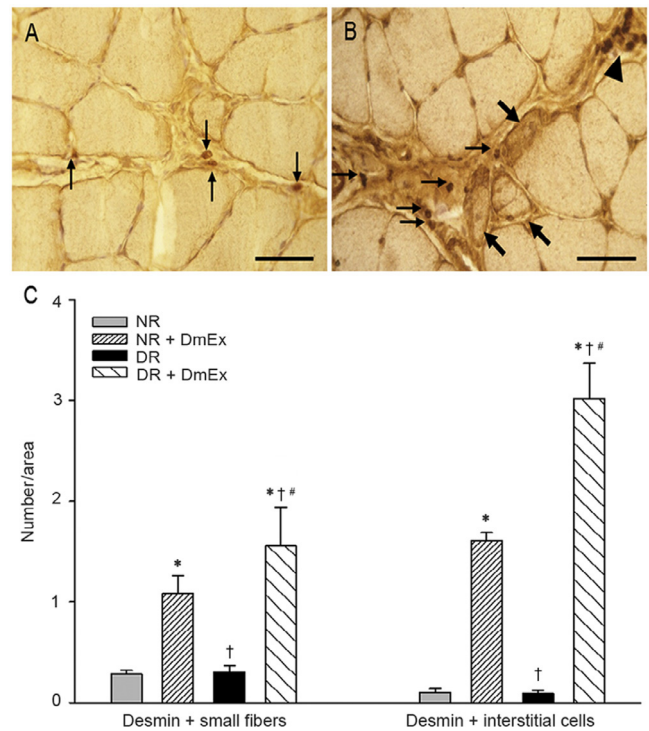 A
B
C
4
3
2
1
0
Number/area
NR
NR + DmEx
DR
DR + DmEx
*
†
*†#
*
†
*†#
Desmin + small fibers
Desmin + interstitial cells